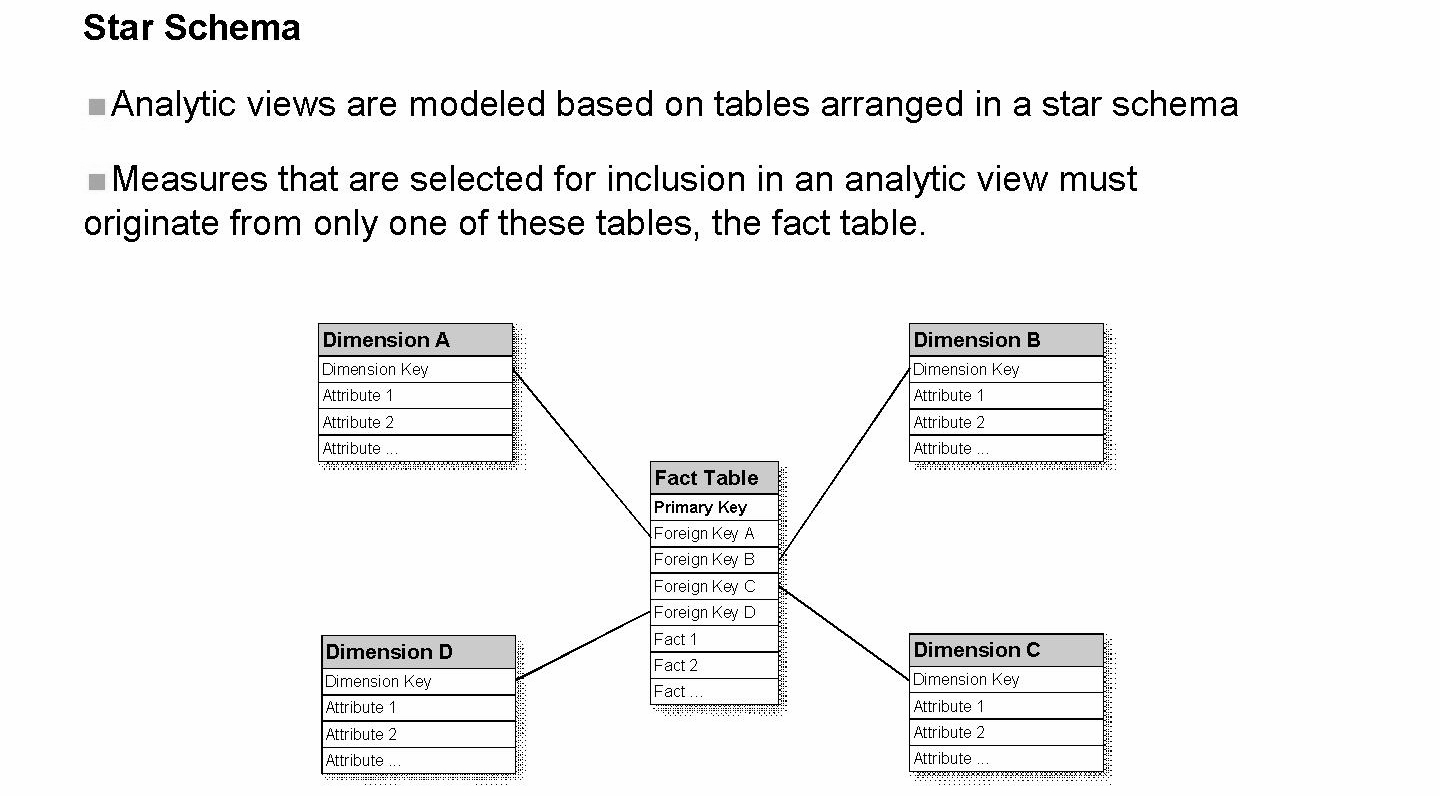 Star Schema
Analytic views are modeled based on tables arranged in a star schema
Measures that are selected for inclusion in an analytic view must
originate from only one of these tables, the fact table.
Dimension A
Dimension Key
Attribute 1
Attribute 2
Attribute ...
Dimension B
Dimension Key
Attribute 1
Attribute 2
Attribute ...
Fact Table
Primary Key
Foreign Key A
Foreign Key B
Foreign Key C
Foreign Key D
Fact 1
Fact 2
Fact ...
Dimension D
Dimension Key
Attribute 1
Attribute 2
Attribute ...
Dimension C
Dimension Key
Attribute 1
Attribute 2
Attribute ...